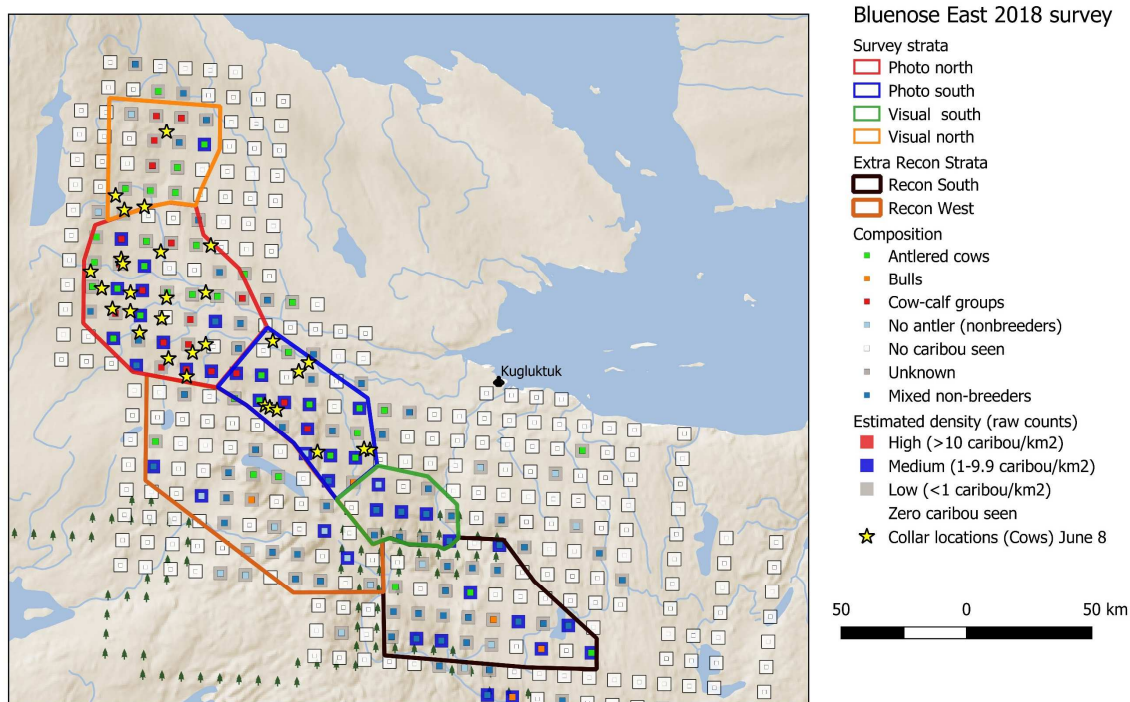 Bluenose East 2018 survey
Survey strata
Photo north
Photo south
Visual south
Visual north
Extra Recon Strata
Recon South
Recon West
Composition
Antlered cows
Bulls
Cow-calf groups
No antler (nonbreeders)
No caribou seen
Unknown
Mixed non-breeders
Estimated density (raw counts)
High (>10 caribou/km2)
Medium (1-9.9 caribou/km2)
Low (<1 caribou/km2)
Zero caribou seen
Collar locations (Cows) June 8
50 0 50 km
Kugluktuk